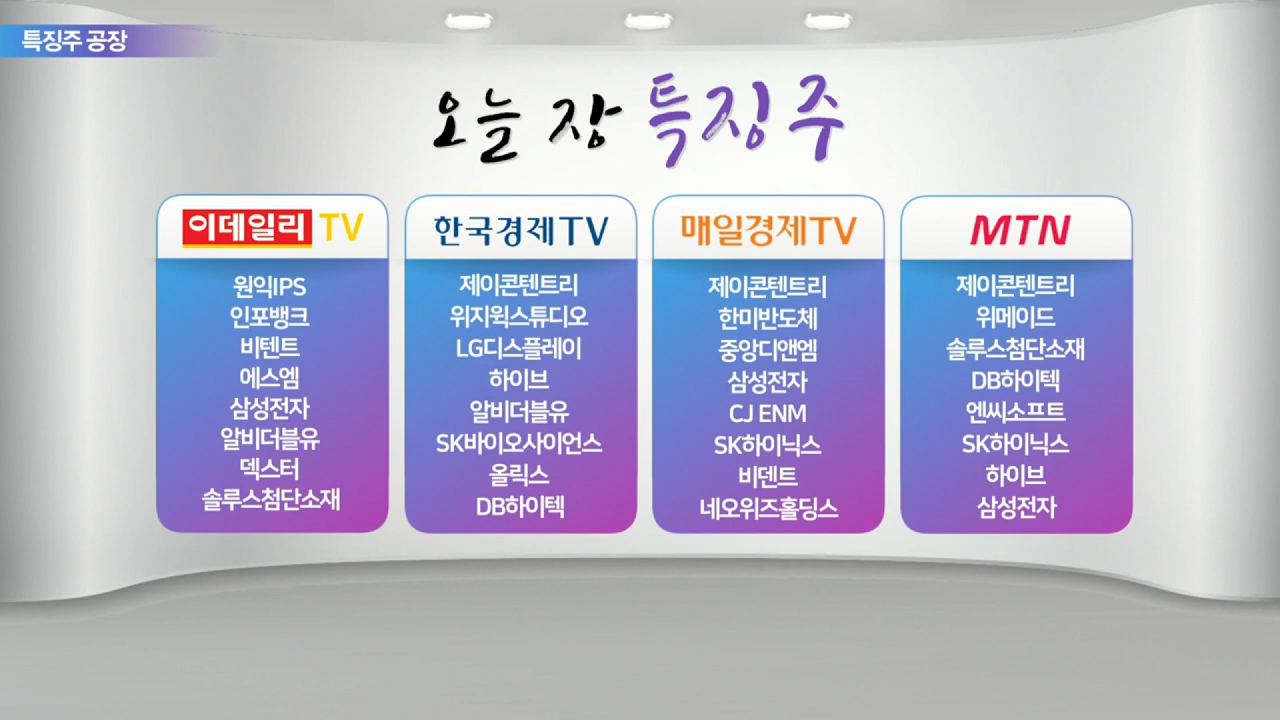 특징주 공장
오늘 장 특징주
이데일리 TV
원익IPS
인포뱅크
비텐트
에스엠
삼성전자
알비더블유
덱스터
솔루스첨단소재
한국경제TV
제이콘텐트리
위지윅스튜디오
LG디스플레이
하이브
알비더블유
SK바이오사이언스
올릭스
DB하이텍
매일경제TV
제이콘텐트리
한미반도체
중앙디앤엠
삼성전자
CJ ENM
SK하이닉스
비덴트
네오위즈홀딩스
MTN
제이콘텐트리
위메이드
솔루스첨단소재
DB하이텍
엔씨소프트
SK하이닉스
하이브
삼성전자